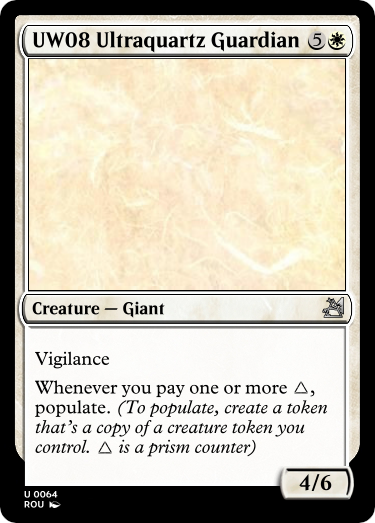 UW08 Ultraquartz Guardian 5
Creature — Giant
Vigilance
Whenever you pay one or more △,
populate. (To populate, create a token
that's a copy of a creature token you
control. △ is a prism counter)
4/6
U 0064
ROU